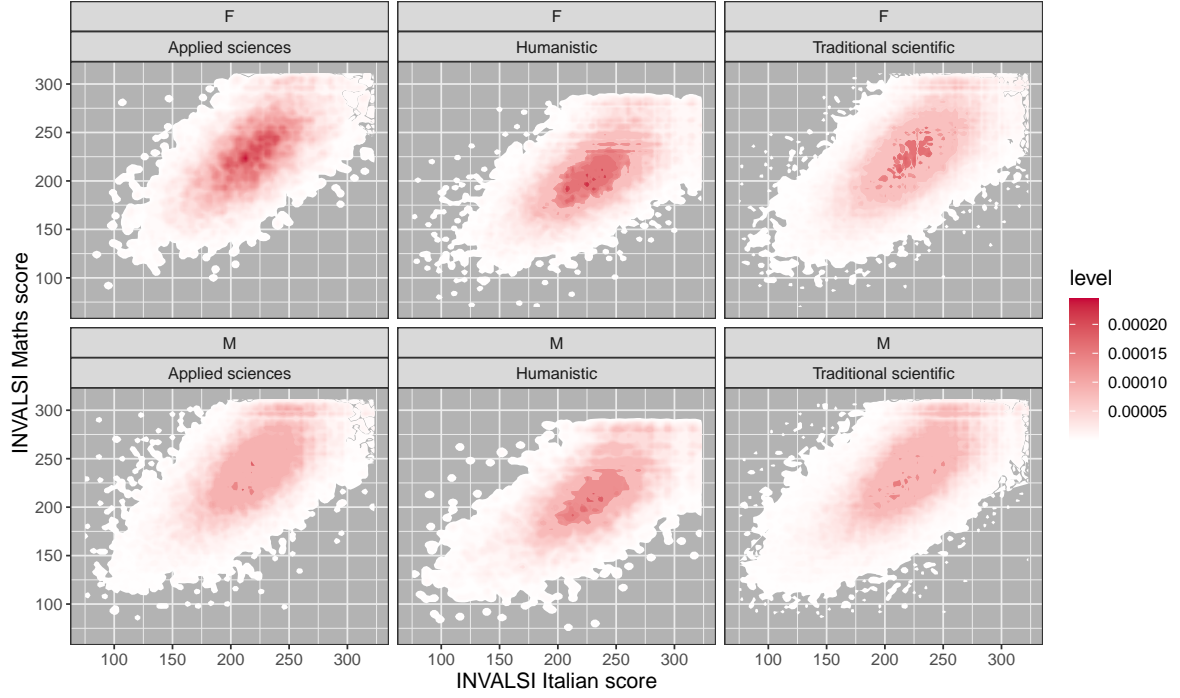 F
F
F
Applied sciences
Humanistic
Traditional scientific
300
250
200
150
100
M
M
M
Applied sciences
Humanistic
Traditional scientific
300
250
200
150
100
100 150 200 250 300
100 150 200 250 300
100 150 200 250 300
INVALSI Italian score
INVALSI Maths score
level
0.00020
0.00015
0.00010
0.00005